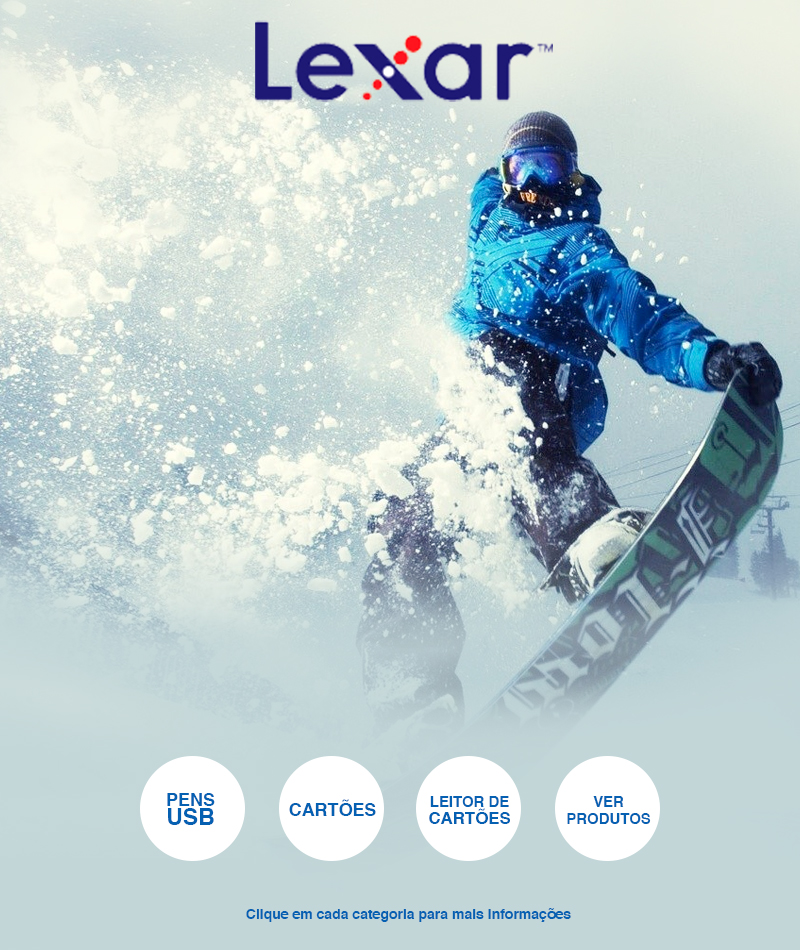 Lexar™
PENS
USB
CARTÕES
LEITOR DE
CARTÕES
VER
PRODUTOS
Clique em cada categoria para mais informações